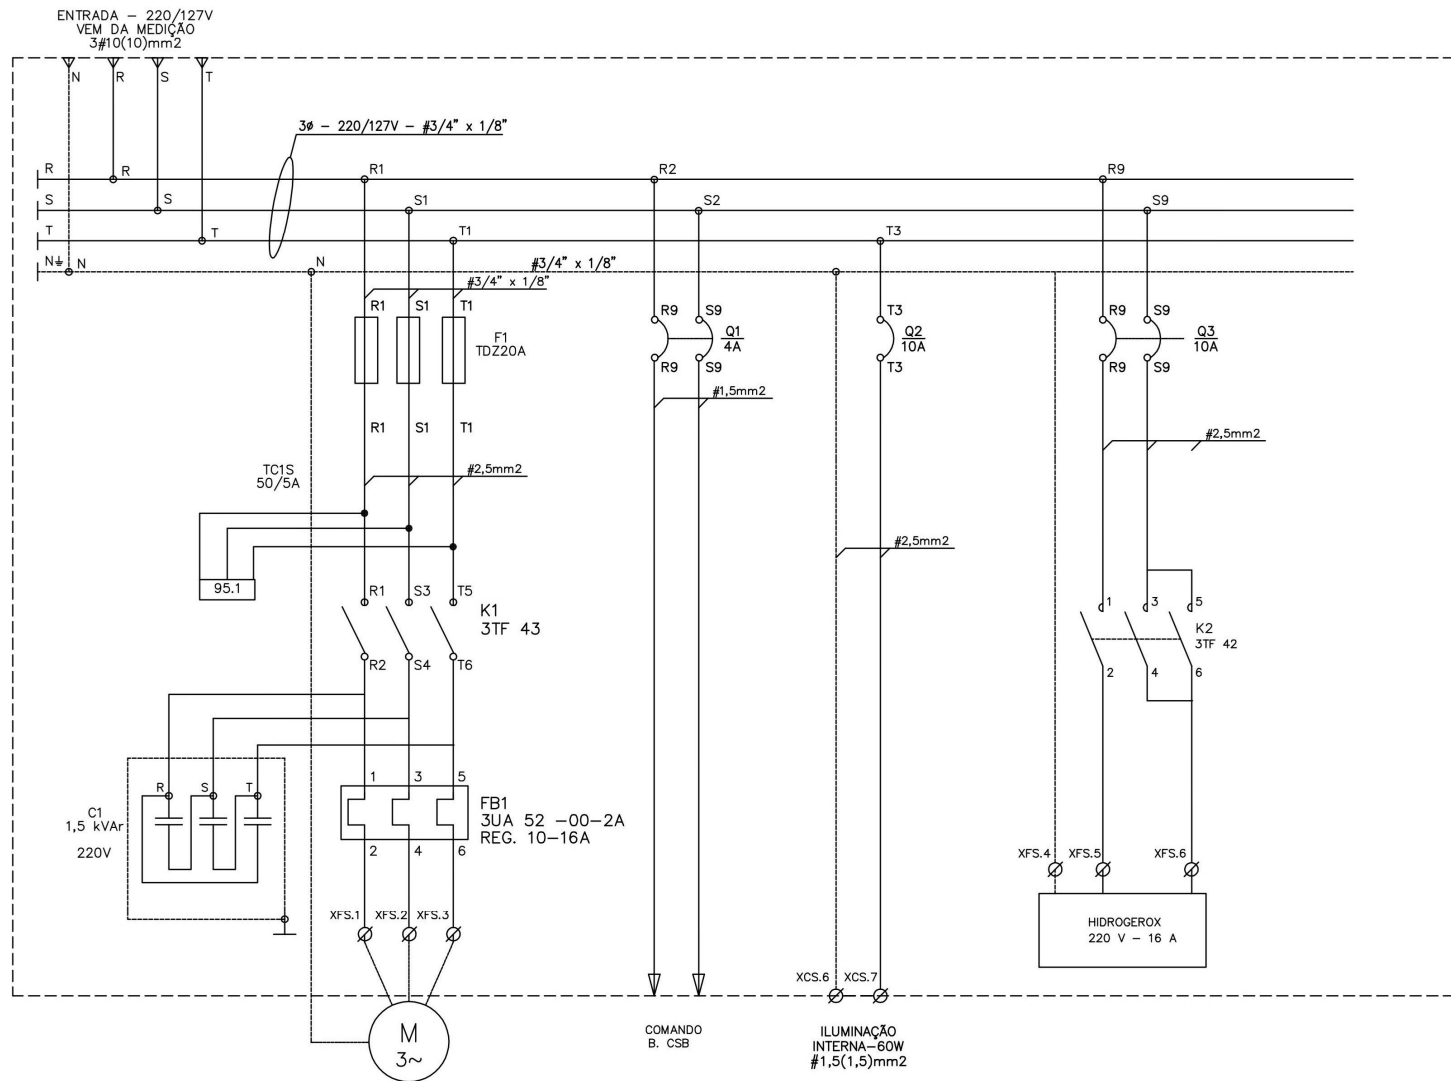 ENTRADA - 220/127V
VEM DA MEDIÇÃO
3#10(10)mm2
N
R
S
T
3ø - 220/127V - #3/4" x 1/8"
R
R
R1
R2
R9
S
S
S1
S2
S9
T
T
T1
T3
N
N
N
#3/4" x 1/8"
#3/4" x 1/8"
R1
S1
T1
F1
TDZ20A
R9
S9
Q1
4A
R9
S9
T3
Q2
10A
T3
R9
S9
Q3
10A
R9
S9
#1,5mm2
R1
S1
T1
#2,5mm2
TC1S
50/5A
#2,5mm2
#2,5mm2
95.1
R1
S3
T5
K1
3TF 43
R2
S4
T6
1
3
5
K2
3TF 42
2
4
6
R
S
T
C1
1,5 kVAr
220V
1
3
5
FB1
3UA 52 -00-2A
REG. 10-16A
2
4
6
XFS.1
XFS.2
XFS.3
XFS.4
XFS.5
XFS.6
HIDROGEROX
220 V - 16 A
XCS.6
XCS.7
M
3~
COMANDO
B. CSB
ILUMINAÇÃO
INTERNA-60W
#1,5(1,5)mm2